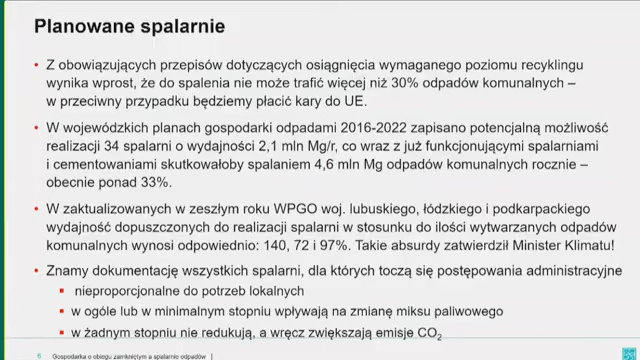 Planowane spalarnie
• Z obowiązujących przepisów dotyczących osiągnięcia wymaganego poziomu recyklingu
wynika wprost, że do spalenia nie może trafić więcej niż 30% odpadów komunalnych –
w przeciwny przypadku będziemy płacić kary do UE.
• W wojewódzkich planach gospodarki odpadami 2016-2022 zapisano potencjalną możliwość
realizacji 34 spalarni o wydajności 2,1 mln Mg/r, co wraz z już funkcjonującymi spalarniami
i cementowaniami skutkowałoby spalaniem 4,6 mln Mg odpadów komunalnych rocznie –
obecnie ponad 33%.
• W zaktualizowanych w zeszłym roku WPGO woj. lubuskiego, łódzkiego i podkarpackiego
wydajność dopuszczonych do realizacji spalarni w stosunku do ilości wytwarzanych odpadów
komunalnych wynosi odpowiednio: 140, 72 i 97%. Takie absurdy zatwierdził Minister Klimatu!
• Znamy dokumentację wszystkich spalarni, dla których toczą się postępowania administracyjne
▪ nieproporcjonalne do potrzeb lokalnych
▪ w ogóle lub w minimalnym stopniu wpływają na zmianę miksu paliwowego
▪ w żadnym stopniu nie redukują, a wręcz zwiększają emisje CO₂
6 Gospodarka o obiegu zamkniętym a spalarnie odpadów |